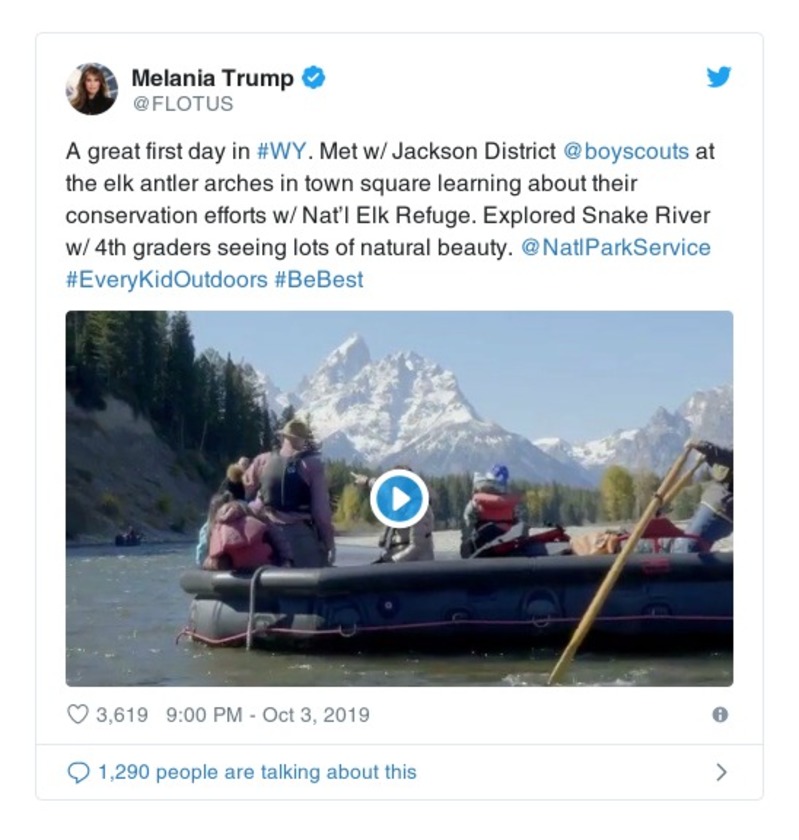 Melania Trump
@FLOTUS
A great first day in #WY. Met w/ Jackson District @boyscouts at
the elk antler arches in town square learning about their
conservation efforts w/ Nat’l Elk Refuge. Explored Snake River
w/ 4th graders seeing lots of natural beauty. @NatlParkService
#EveryKidOutdoors #BeBest
3,619 9:00 PM - Oct 3, 2019
1,290 people are talking about this